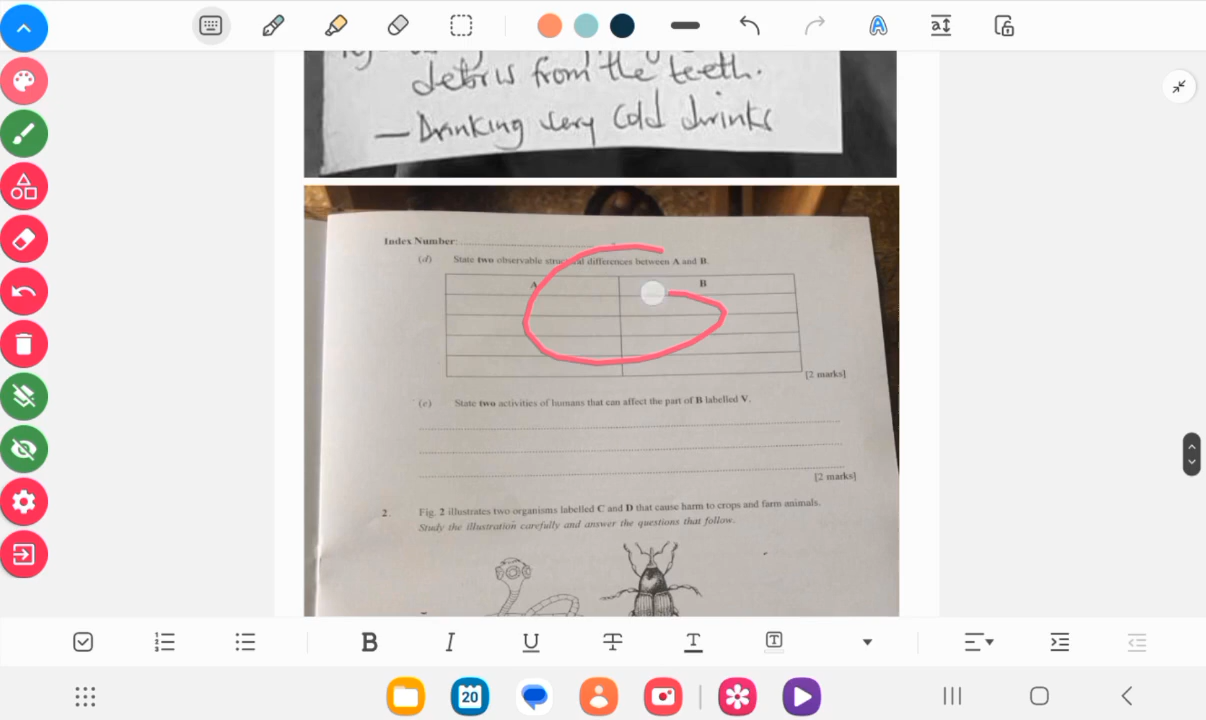 debris from the teeth.
— Drinking very cold drinks
Index Number:
(d) State two observable structural differences between A and B.
A B
[2 marks]
(e) State two activities of humans that can affect the part of B labelled V.
[2 marks]
2. Fig. 2 illustrates two organisms labelled C and D that cause harm to crops and farm animals.
Study the illustration carefully and answer the questions that follow.
B I U T T T
20